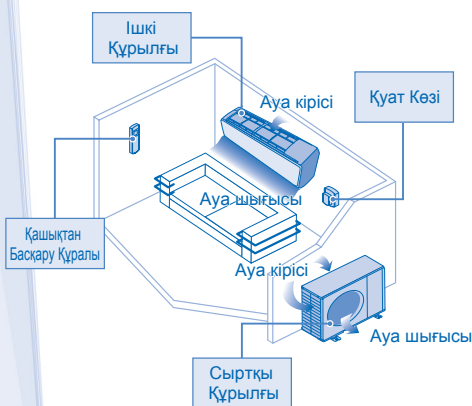 Ішкі
Құрылғы
Ауа кірісі
Қуат Көзі
Ауа шығысы
Қашықтан
Басқару Құралы
Ауа кірісі
Ауа шығысы
Сыртқы
Құрылғы